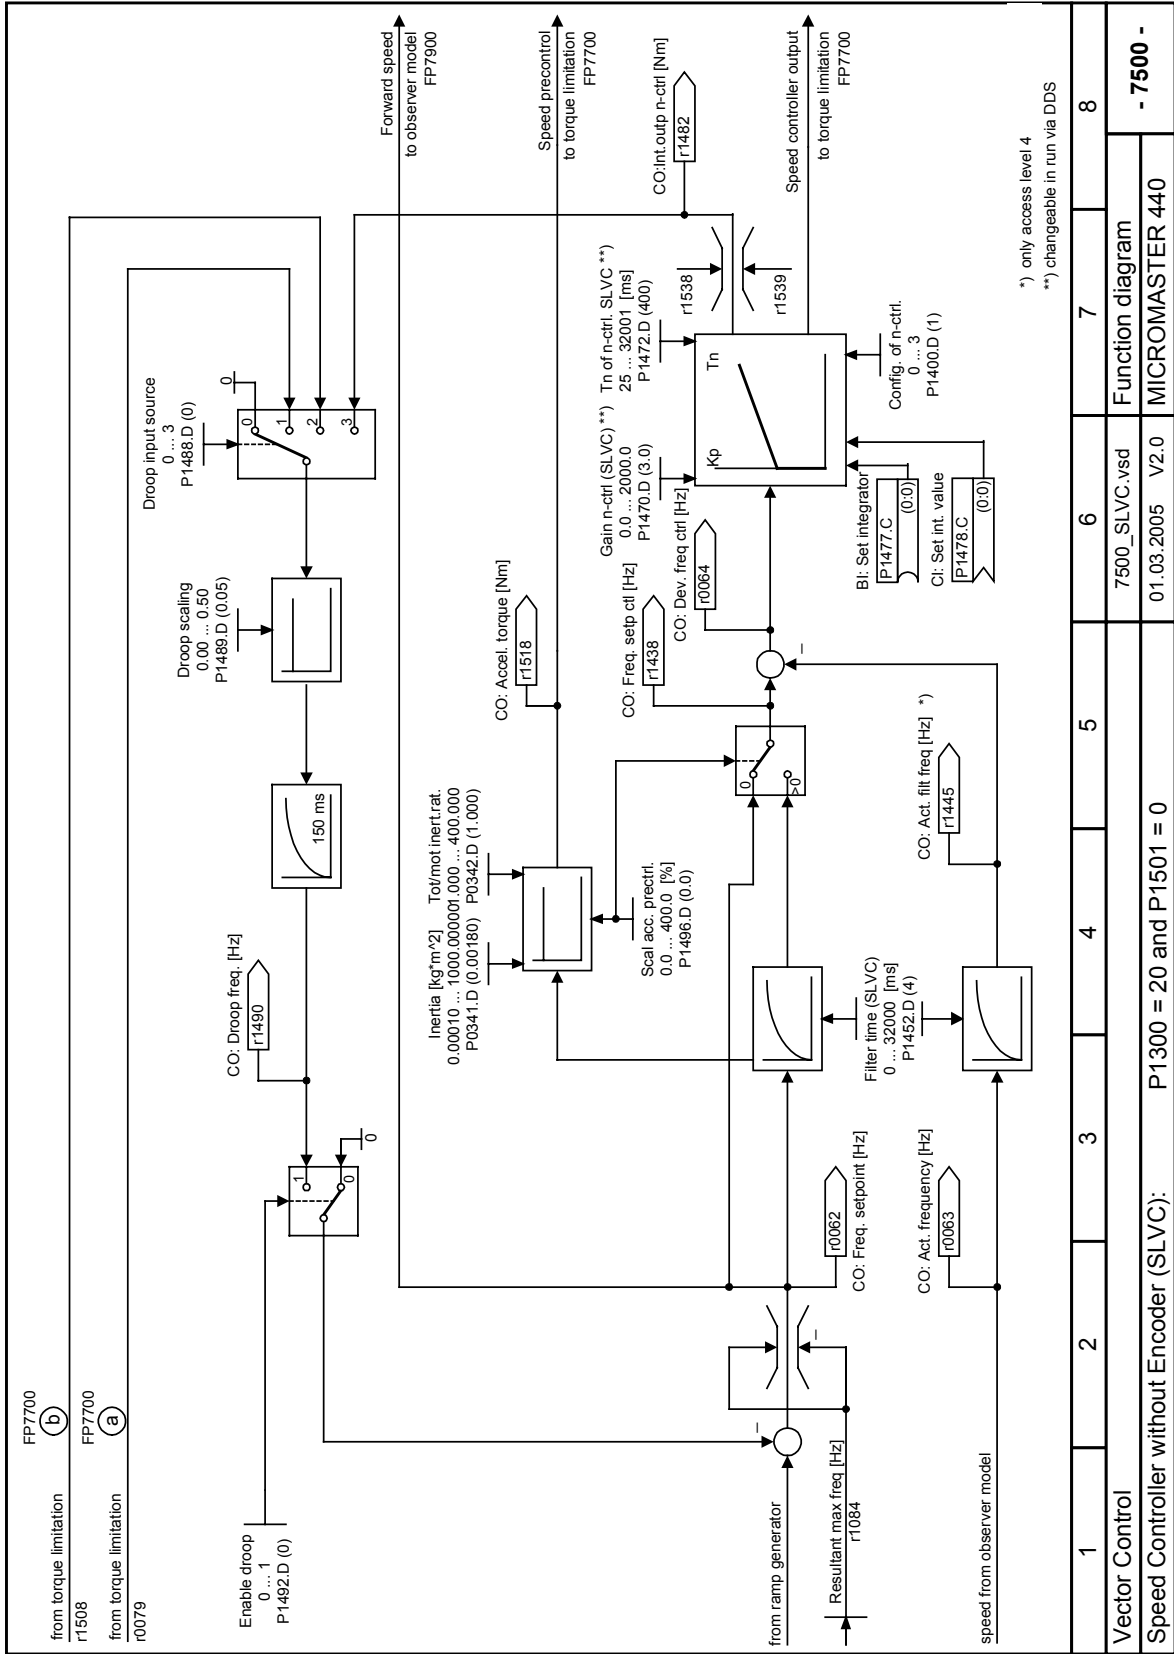 FP7700
b
from torque limitation
r1508
FP7700
a
from torque limitation
r0079
Enable droop
0 ... 1
P1492.D (0)
1
0
0
CO: Droop freq. [Hz]
r1490
150 ms
Droop scaling
0.00 ... 0.50
P1489.D (0.05)
Droop input source
0 ... 3
P1488.D (0)
0
0
1
2
3
Forward speed
to observer model
FP7900
Inertia [kg*m^2]
0.00010 ... 1000.00000
P0341.D (0.00180)
Tot/mot inert.rat.
1.000 ... 400.000
P0342.D (1.000)
CO: Accel. torque [Nm]
r1518
Speed precontrol
to torque limitation
FP7700
Scal acc. prectrl.
0.0 ... 400.0 [%]
P1496.D (0.0)
from ramp generator
–
Resultant max freq [Hz]
r1084
–
r0062
CO: Freq. setpoint [Hz]
Filter time (SLVC)
0 ... 32000 [ms]
P1452.D (4)
0
>0
CO: Freq. setp ctl [Hz]
r1438
CO: Dev. freq ctrl [Hz]
r0064
–
speed from observer model
CO: Act. frequency [Hz]
r0063
CO: Act. filt freq [Hz] *)
r1445
Gain n-ctrl (SLVC) **)
0.0 ... 2000.0
P1470.D (3.0)
Tn of n-ctrl. SLVC **)
25 ... 32001 [ms]
P1472.D (400)
Kp
Tn
r1538
r1539
CO:Int.outp n-ctrl [Nm]
r1482
Speed controller output
to torque limitation
FP7700
BI: Set integrator
P1477.C
(0:0)
CI: Set int. value
P1478.C
(0:0)
Config. of n-ctrl.
0 ... 3
P1400.D (1)
*) only access level 4
**) changeable in run via DDS
1 2 3 4 5 6 7 8
Vector Control
7500_SLVC.vsd
Function diagram
- 7500 -
Speed Controller without Encoder (SLVC): P1300 = 20 and P1501 = 0
01.03.2005 V2.0
MICROMASTER 440